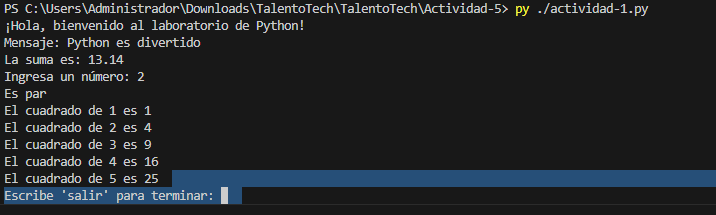 PS C:\Users\Administrador\Downloads\TalentoTech\TalentoTech\Actividad-5> py ./actividad-1.py
¡Hola, bienvenido al laboratorio de Python!
Mensaje: Python es divertido
La suma es: 13.14
Ingresa un número: 2
Es par
El cuadrado de 1 es 1
El cuadrado de 2 es 4
El cuadrado de 3 es 9
El cuadrado de 4 es 16
El cuadrado de 5 es 25
Escribe 'salir' para terminar: